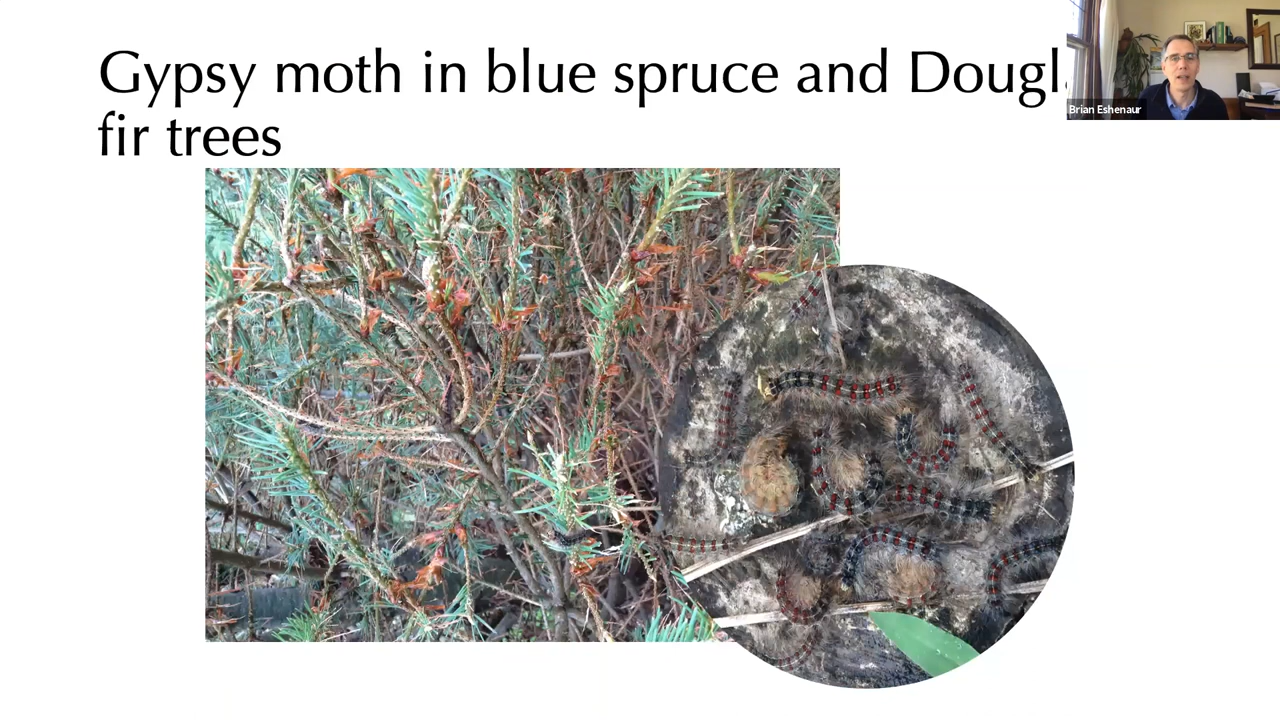 Gypsy moth in blue spruce and Dougl
fir trees
Brian Eshenaur